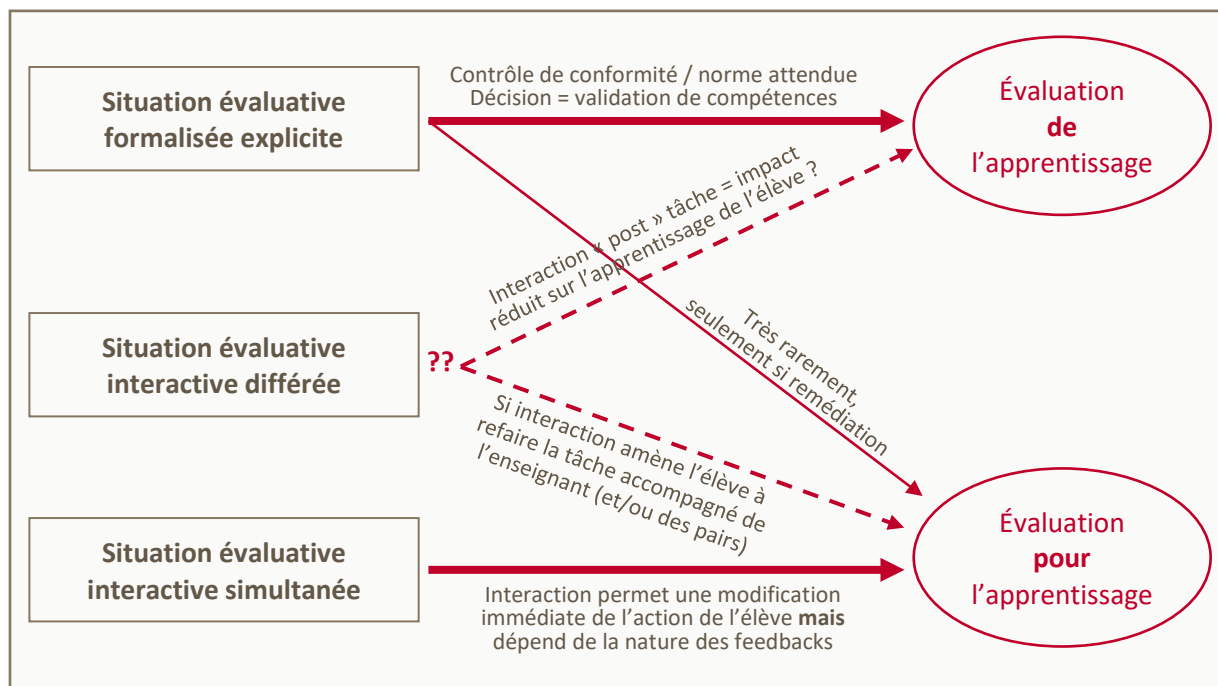 Situation évaluative
formalisée explicite
Contrôle de conformité / norme attendue
Décision = validation de compétences
Évaluation
de
l’apprentissage
Interaction « post » tâche = impact
réduit sur l’apprentissage de l’élève ?
Situation évaluative
interactive différée
??
Très rarement,
seulement si remédiation
Si interaction amène l’élève à
refaire la tâche accompagné de
l’enseignant (et/ou des pairs)
Situation évaluative
interactive simultanée
Interaction permet une modification
immédiate de l’action de l’élève mais
dépend de la nature des feedbacks
Évaluation
pour
l’apprentissage